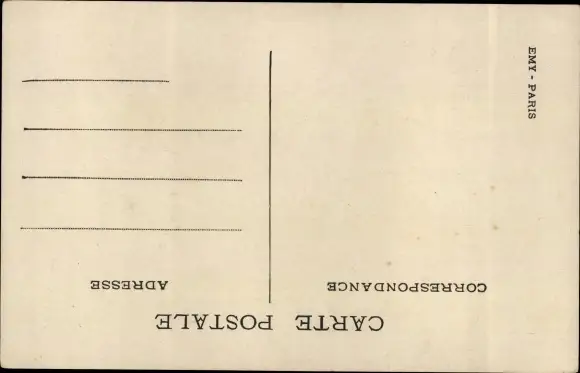 CARTE POSTALE
CORRESPONDANCE
ADRESSE
EMY - PARIS